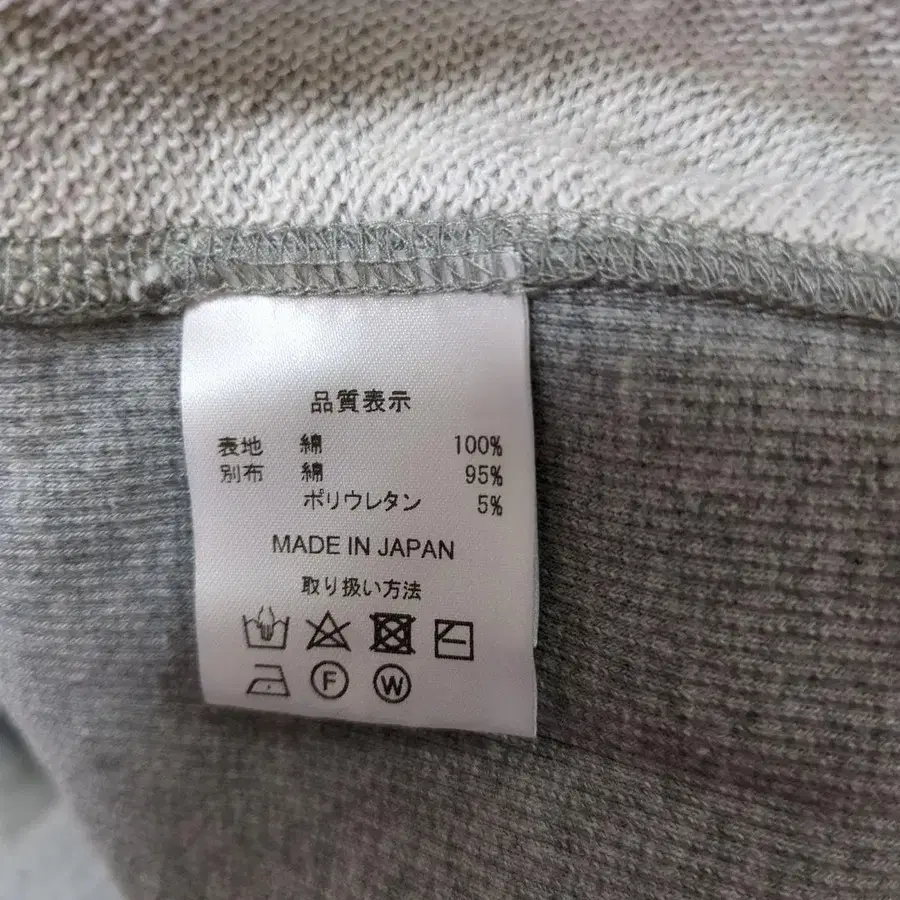 品質表示
表地 綿 100%
別布 綿 95%
ポリウレタン 5%
MADE IN JAPAN
取り扱い方法
F W